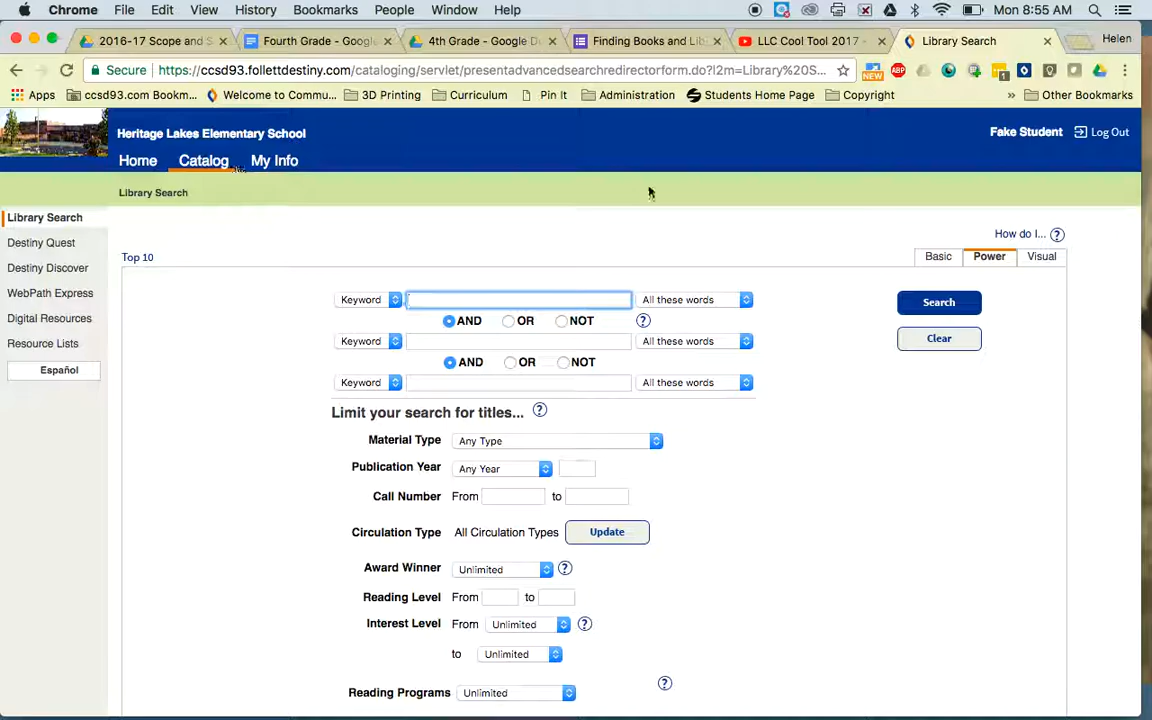 Chrome File Edit View History Bookmarks People Window Help Mon 8:55 AM
2016-17 Scope and S Fourth Grade - Google 4th Grade - Google D Finding Books and Lib LLC Cool Tool 2017 - Library Search Helen
Secure https://ccsd93.follettdestiny.com/cataloging/servlet/presentadvancedsearchredirectorform.do?l2m=Library%20S...
Apps ccsd93.com Bookm... Welcome to Commu... 3D Printing Curriculum Pin It Administration Students Home Page Copyright » Other Bookmarks
Heritage Lakes Elementary School Fake Student Log Out
Home Catalog My Info
Library Search
Library Search
Destiny Quest
Destiny Discover
WebPath Express
Digital Resources
Resource Lists
Español
How do I... ?
Top 10 Basic Power Visual
Keyword All these words Search
AND OR NOT ?
Keyword All these words Clear
AND OR NOT
Keyword All these words
Limit your search for titles... ?
Material Type Any Type
Publication Year Any Year
Call Number From to
Circulation Type All Circulation Types Update
Award Winner Unlimited ?
Reading Level From to
Interest Level From Unlimited ?
to Unlimited
Reading Programs Unlimited ?